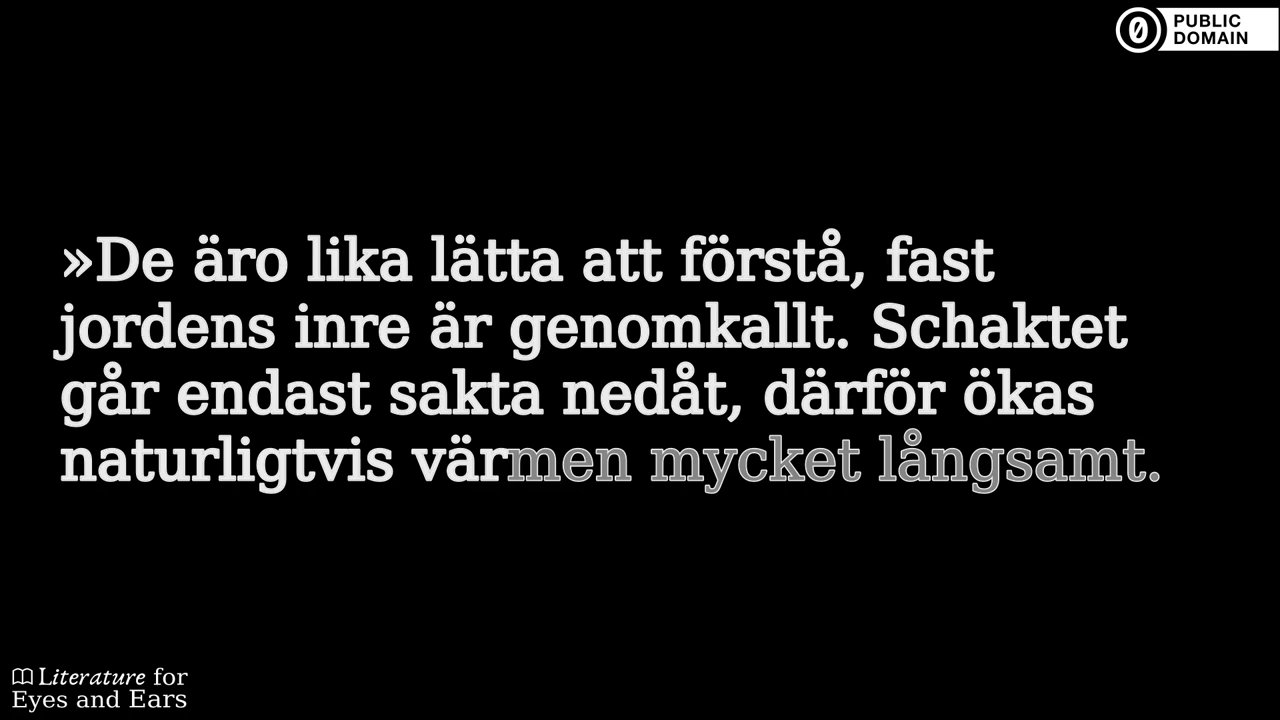 PUBLIC
DOMAIN
»De äro lika lätta att förstå, fast
jordens inre är genomkallt. Schaktet
går endast sakta nedåt, därför ökas
naturligtvis värmen mycket långsamt.
Literature for
Eyes and Ears